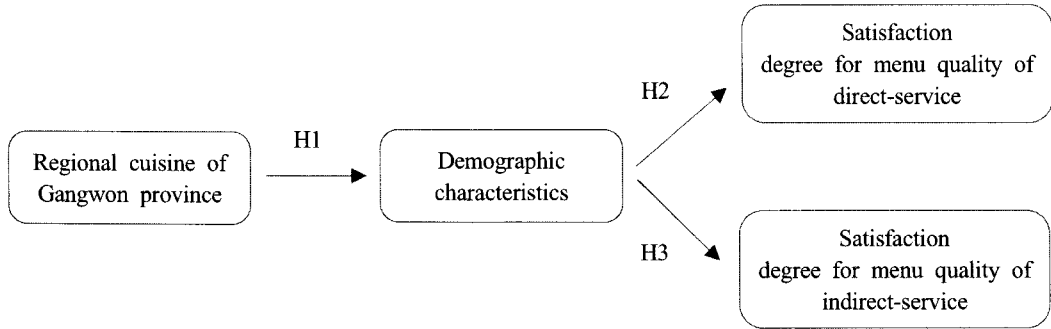 Satisfaction
degree for menu quality of
direct-service
H2
H1
Regional cuisine of
Gangwon province
Demographic
characteristics
H3
Satisfaction
degree for menu quality of
indirect-service